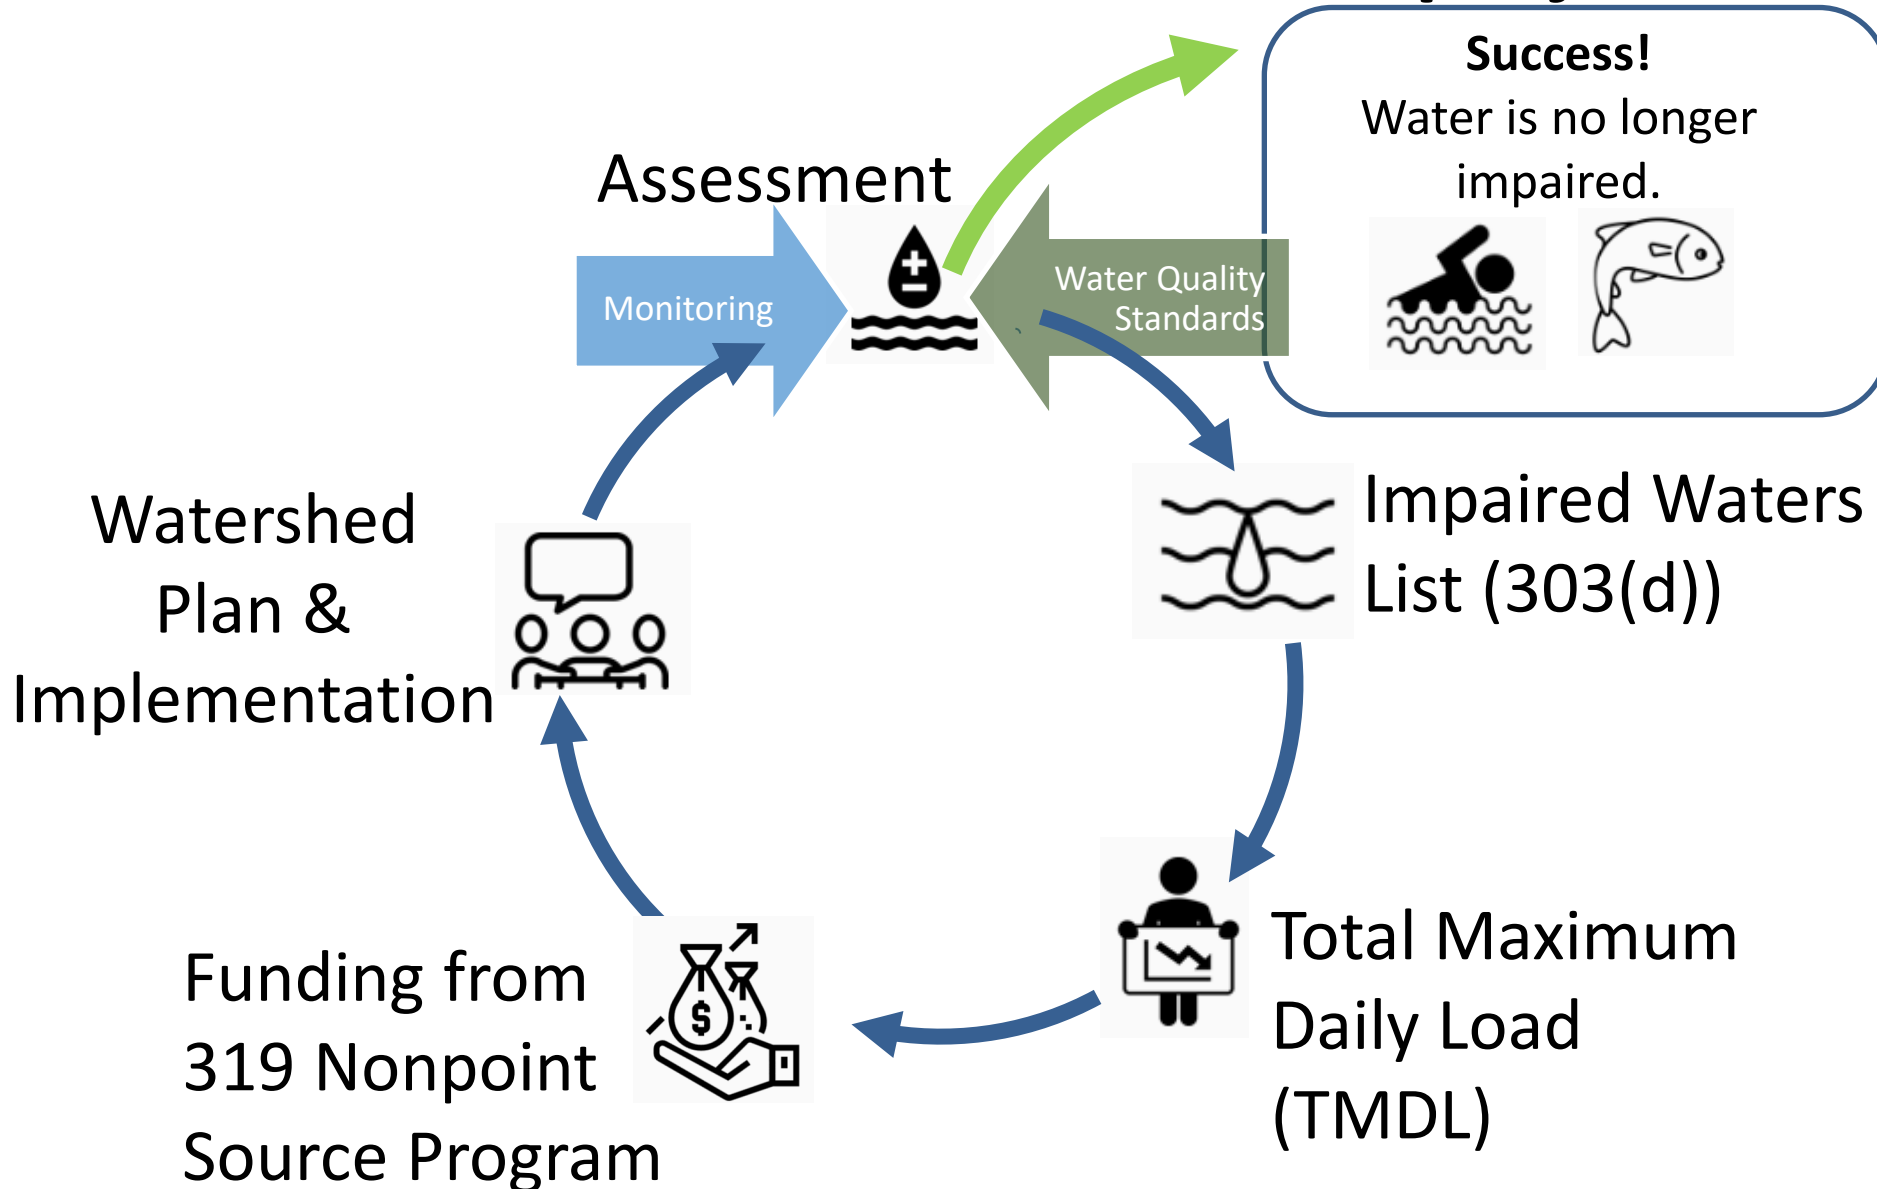 Success!
Water is no longer
impaired.
Assessment
Monitoring
Water Quality
Standards
Impaired Waters
List (303(d))
Total Maximum
Daily Load
(TMDL)
Funding from
319 Nonpoint
Source Program
Watershed
Plan &
Implementation
$